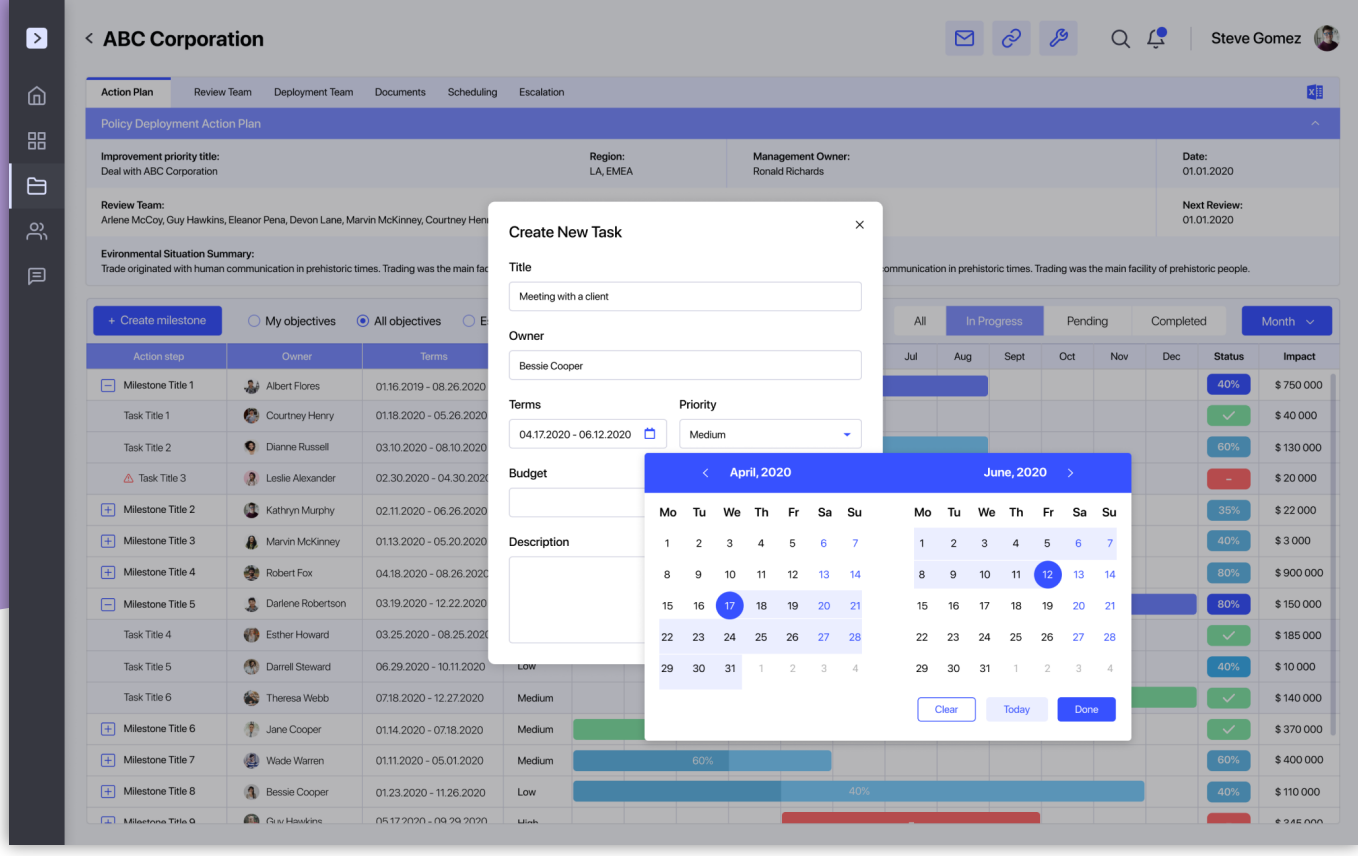 ABC Corporation
Steve Gomez
Action Plan Review Team Deployment Team Documents Scheduling Escalation
Policy Deployment Action Plan
Improvement priority title: Region: Management Owner: Date:
Deal with ABC Corporation LA, EMEA Ronald Richards 01.01.2020
Review Team: Next Review:
Arlene McCoy, Guy Hawkins, Eleanor Pena, Devon Lane, Marvin McKinney, Courtney Hen 01.01.2020
Evironmental Situation Summary:
Trade originated with human communication in prehistoric times. Trading was the main fac ommunication in prehistoric times. Trading was the main facility of prehistoric people.
+ Create milestone My objectives All objectives All In Progress Pending Completed Month
Action step Owner Terms Jul Aug Sept Oct Nov Dec Status Impact
Milestone Title 1 Albert Flores 01.16.2019 - 08.26.2020 40% $ 750 000
Task Title 1 Courtney Henry 01.18.2020 - 05.26.2020 $ 40 000
Task Title 2 Dianne Russell 03.10.2020 - 08.10.2020 60% $ 130 000
Task Title 3 Leslie Alexander 02.30.2020 - 04.30.2020 - $ 20 000
Milestone Title 2 Kathryn Murphy 02.11.2020 - 06.26.2020 35% $ 22 000
Milestone Title 3 Marvin McKinney 01.13.2020 - 05.20.2020 40% $ 3 000
Milestone Title 4 Robert Fox 04.18.2020 - 08.26.2020 80% $ 900 000
Milestone Title 5 Darlene Robertson 03.19.2020 - 12.22.2020 80% $ 150 000
Task Title 4 Esther Howard 03.25.2020 - 08.25.2020 $ 185 000
Task Title 5 Darrell Steward 06.29.2020 - 10.11.2020 Low 40% $ 10 000
Task Title 6 Theresa Webb 07.18.2020 - 12.27.2020 Medium $ 140 000
Milestone Title 6 Jane Cooper 01.14.2020 - 07.18.2020 Medium $ 370 000
Milestone Title 7 Wade Warren 01.11.2020 - 05.01.2020 Medium 60% 60% $ 400 000
Milestone Title 8 Bessie Cooper 01.23.2020 - 11.26.2020 Low 40% 40% $ 110 000
Milestone Title 9 Guy Hawkins 05.17.2020 - 09.29.2020 High - $ 345 000
Create New Task
Title
Meeting with a client
Owner
Bessie Cooper
Terms Priority
04.17.2020 - 06.12.2020 Medium
Budget
Description
April, 2020 June, 2020
Mo Tu We Th Fr Sa Su Mo Tu We Th Fr Sa Su
1 2 3 4 5 6 7 1 2 3 4 5 6 7
8 9 10 11 12 13 14 8 9 10 11 12 13 14
15 16 17 18 19 20 21 15 16 17 18 19 20 21
22 23 24 25 26 27 28 22 23 24 25 26 27 28
29 30 31 1 2 3 4 29 30 31 1 2 3 4
Clear Today Done